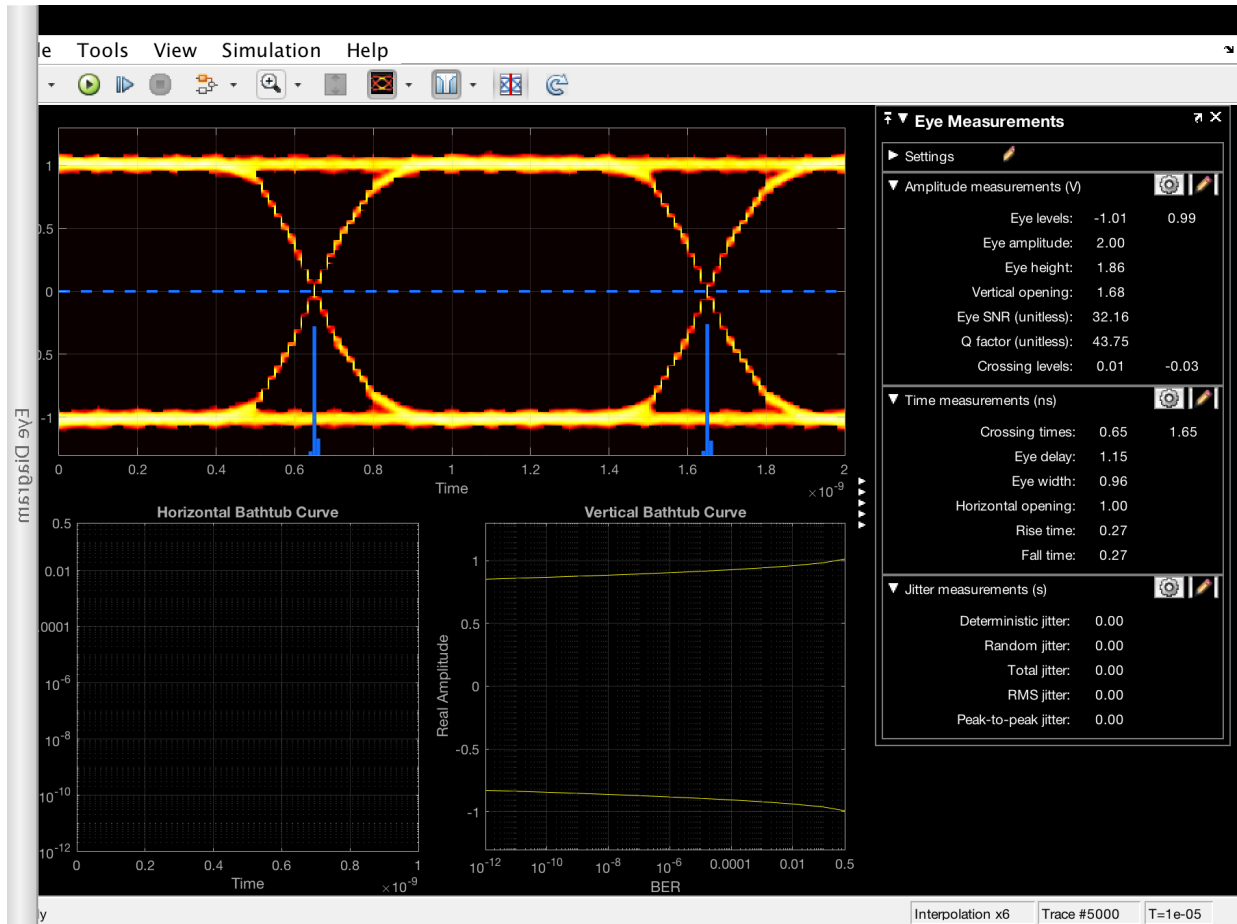 le Tools View Simulation Help
Eye Diagram
1
0.5
0
0.5
-1
0 0.2 0.4 0.6 0.8 1 1.2 1.4 1.6 1.8 2
Time
×10⁻⁹
Horizontal Bathtub Curve
0.5
0.01
.0001
10⁻⁶
10⁻⁸
10⁻¹⁰
10⁻¹²
0 0.2 0.4 0.6 0.8 1
Time
×10⁻⁹
Vertical Bathtub Curve
Real Amplitude
1
0.5
0
-0.5
-1
10⁻¹² 10⁻¹⁰ 10⁻⁸ 10⁻⁶ 0.0001 0.01 0.5
BER
Eye Measurements
Settings
Amplitude measurements (V)
Eye levels: -1.01 0.99
Eye amplitude: 2.00
Eye height: 1.86
Vertical opening: 1.68
Eye SNR (unitless): 32.16
Q factor (unitless): 43.75
Crossing levels: 0.01 -0.03
Time measurements (ns)
Crossing times: 0.65 1.65
Eye delay: 1.15
Eye width: 0.96
Horizontal opening: 1.00
Rise time: 0.27
Fall time: 0.27
Jitter measurements (s)
Deterministic jitter: 0.00
Random jitter: 0.00
Total jitter: 0.00
RMS jitter: 0.00
Peak-to-peak jitter: 0.00
y
Interpolation x6 Trace #5000 T=1e-05